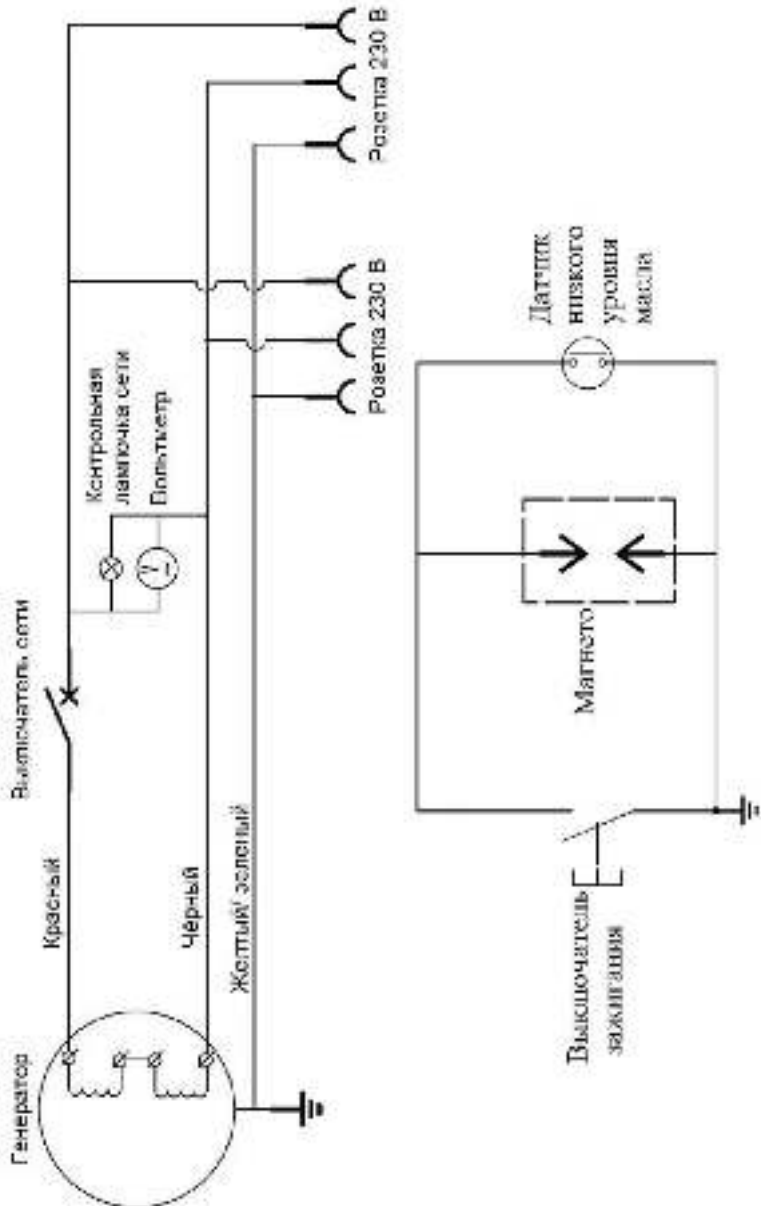 Генератор
Красный
Чёрный
Желтый/ зеленый
Выключатель сети
Контрольная
лампочка сети
Вольтметр
V
Розетка 230 В
Розетка 230 В
Выключатель
зажигания
Магнето
Датчик
низкого
уровня
масла